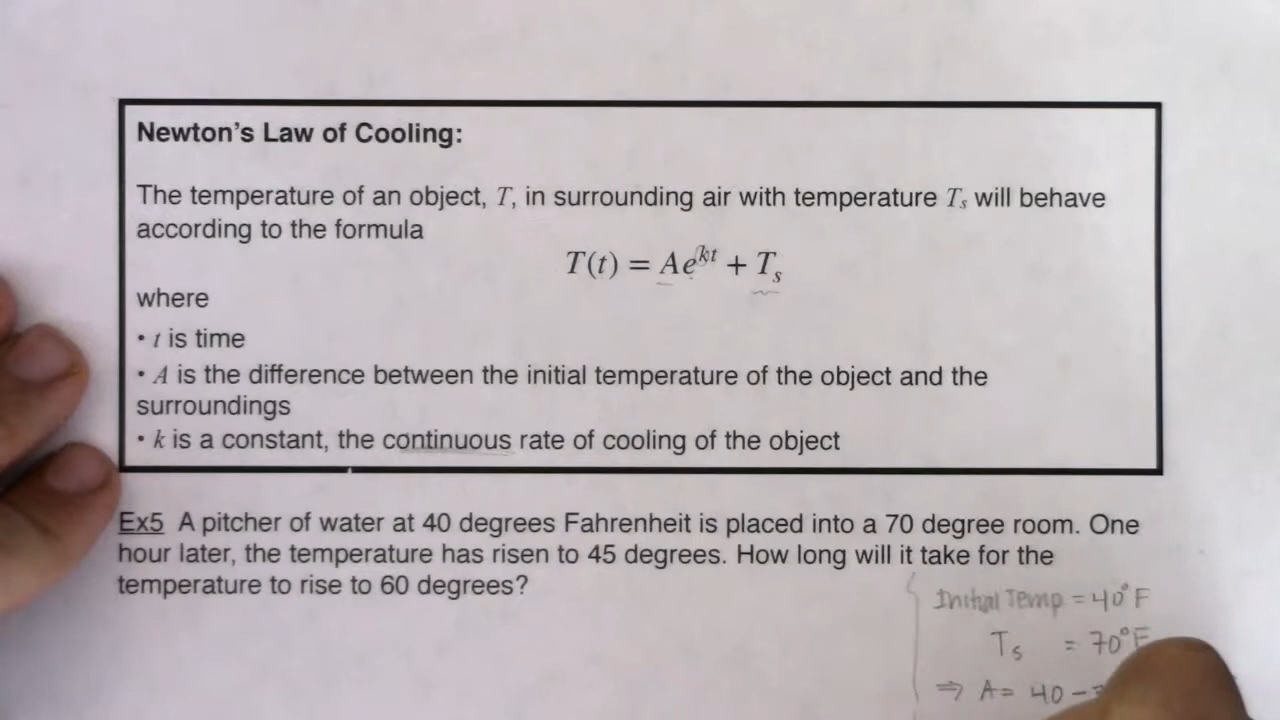 Newton's Law of Cooling:
The temperature of an object, T, in surrounding air with temperature Tₛ will behave
according to the formula
T(t) = Ae^{kt} + Tₛ
where
• t is time
• A is the difference between the initial temperature of the object and the
surroundings
• k is a constant, the continuous rate of cooling of the object
Ex5 A pitcher of water at 40 degrees Fahrenheit is placed into a 70 degree room. One
hour later, the temperature has risen to 45 degrees. How long will it take for the
temperature to rise to 60 degrees?
Initial Temp = 40°F
Tₛ = 70°F
⇒ A = 40 −